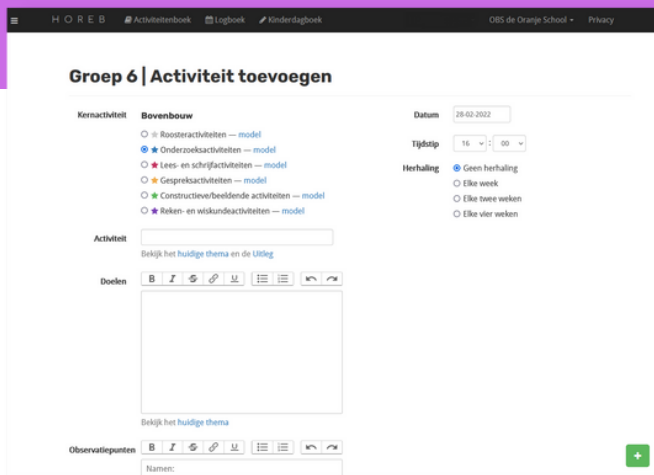 HOREB Activiteitenboek Logboek Kinderdagboek OBS de Oranje School Privacy
Groep 6 | Activiteit toevoegen
Kernactiviteit
Bovenbouw
Roosteractiviteiten — model
Onderzoeksactiviteiten — model
Lees- en schrijfactiviteiten — model
Gespreksactiviteiten — model
Constructieve/beeldende activiteiten — model
Reken- en wiskundeactiviteiten — model
Datum 28-02-2022
Tijdstip 16 : 00
Herhaling Geen herhaling
Elke week
Elke twee weken
Elke vier weken
Activiteit
Bekijk het huidige thema en de Uitleg
Doelen B I S U
Bekijk het huidige thema
Observatiepunten B I S U
Namen: